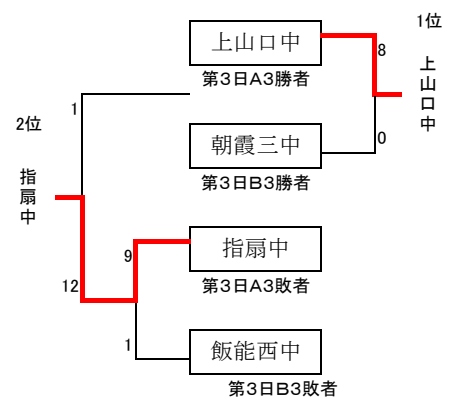 1位
上山口中
8
上山口中
第3日A3勝者
1
2位
朝霞三中
0
第3日B3勝者
指扇中
指扇中
9
第3日A3敗者
12
飯能西中
1
第3日B3敗者